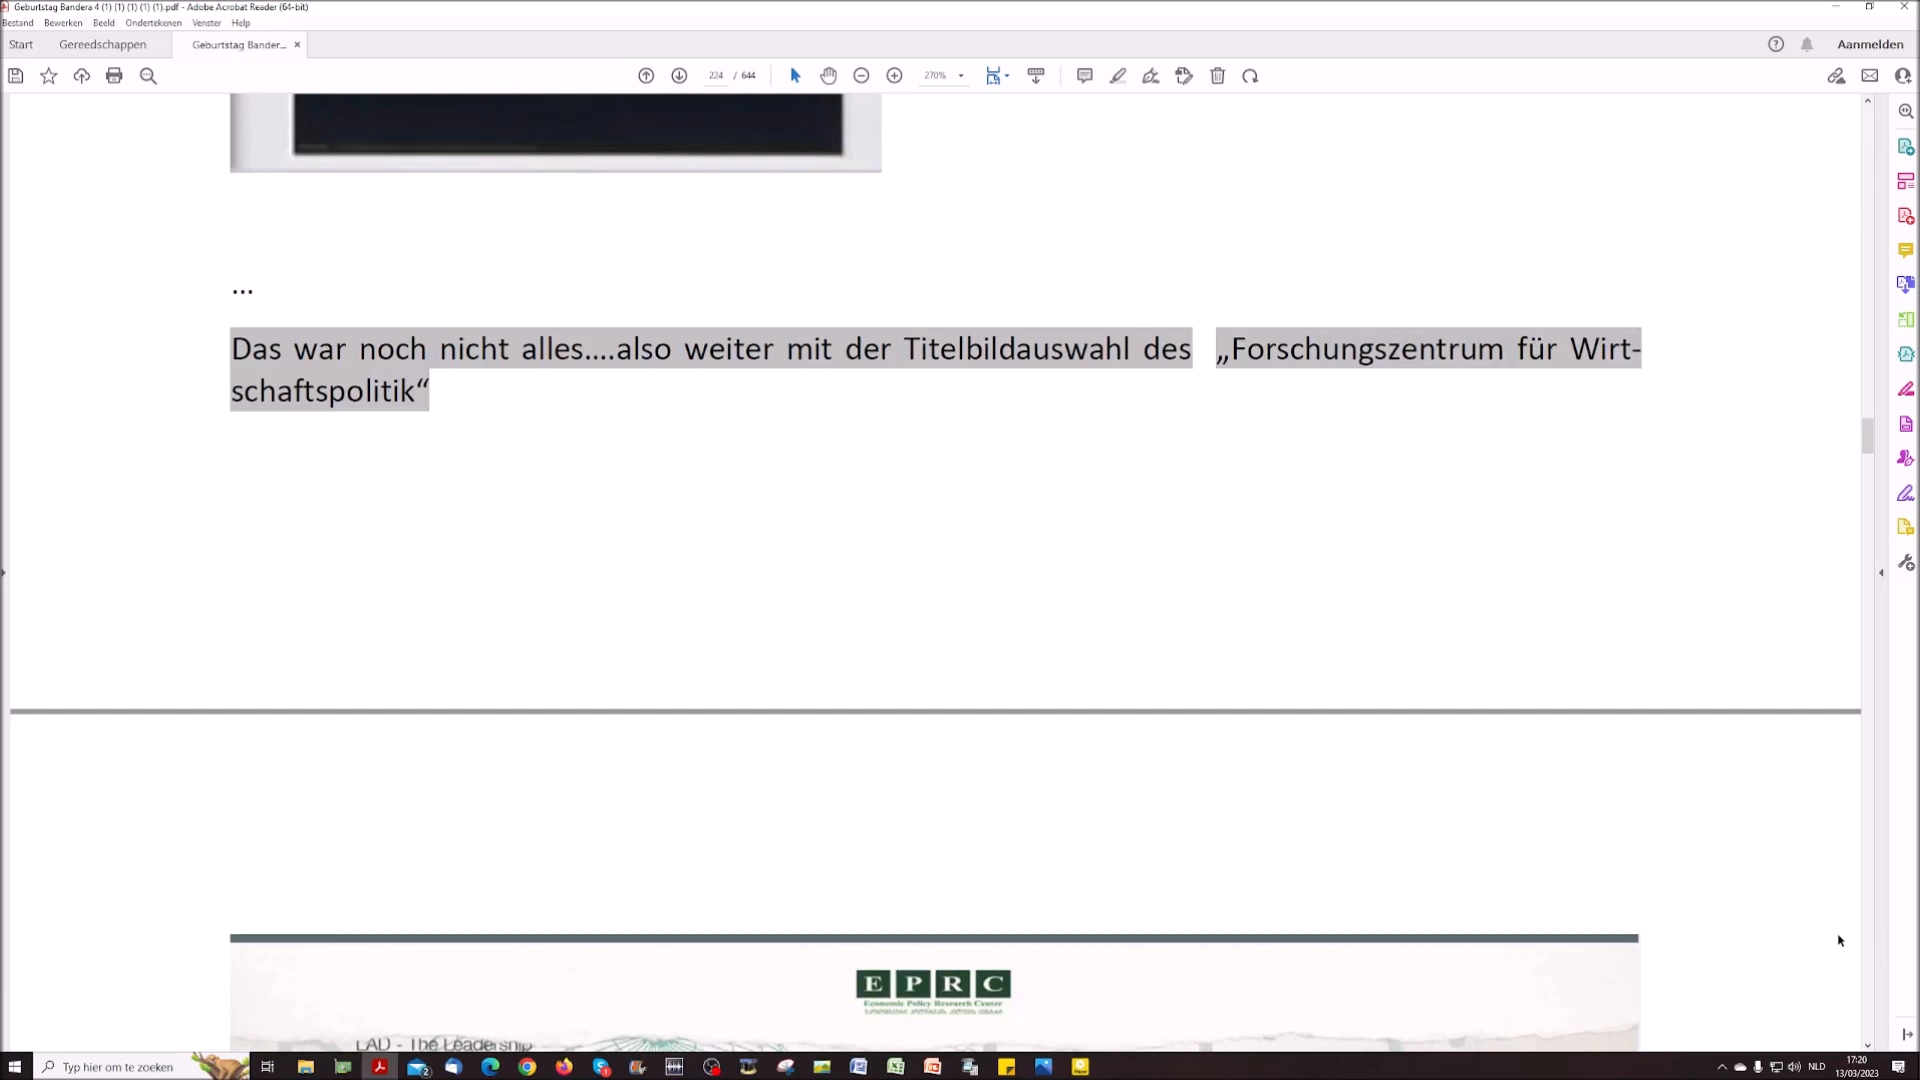 Geburtstag Bandera 4 (1) (1) (1) (1) (1).pdf - Adobe Acrobat Reader (64-bit)
Bestand Bewerken Beeld Ondertekenen Venster Help
Start Gereedschappen Geburtstag Bander... × Aanmelden
224 / 644 270%
...
Das war noch nicht alles....also weiter mit der Titelbildauswahl des „Forschungszentrum für Wirt-
schaftspolitik“
E P R C
Economic Policy Research Center
LAD - The Leadership
Typ hier om te zoeken
NLD
17:20
13/03/2023